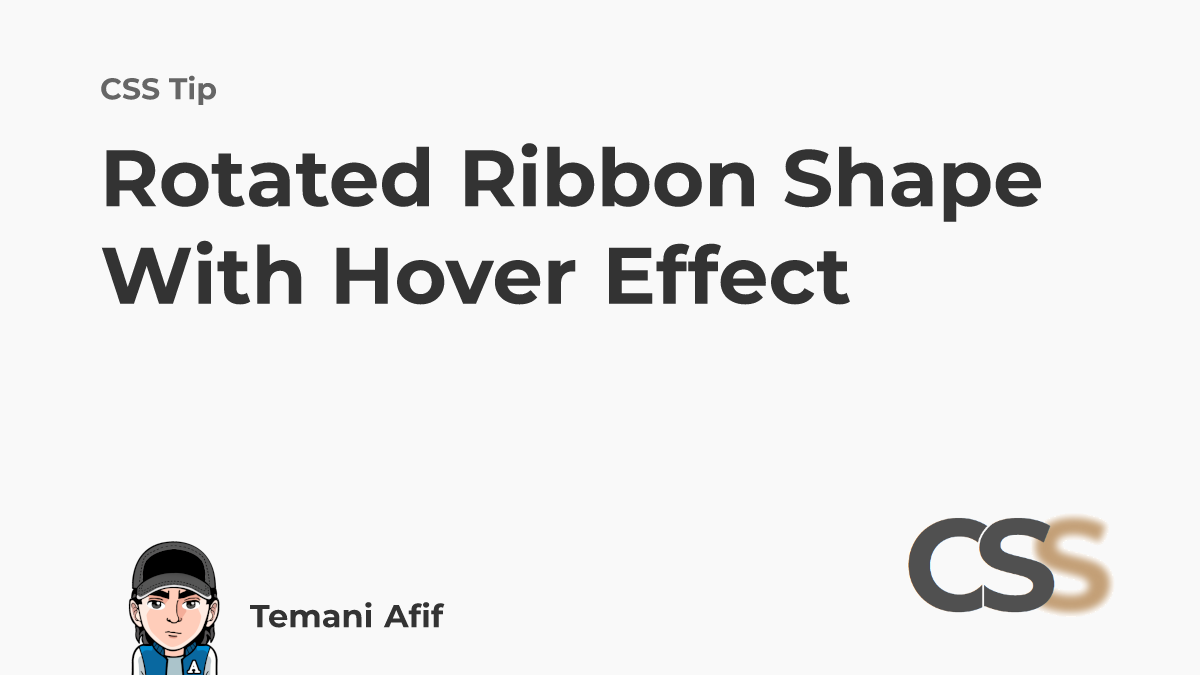 CSS Tip
Rotated Ribbon Shape
With Hover Effect
A
Temani Afif
CSS